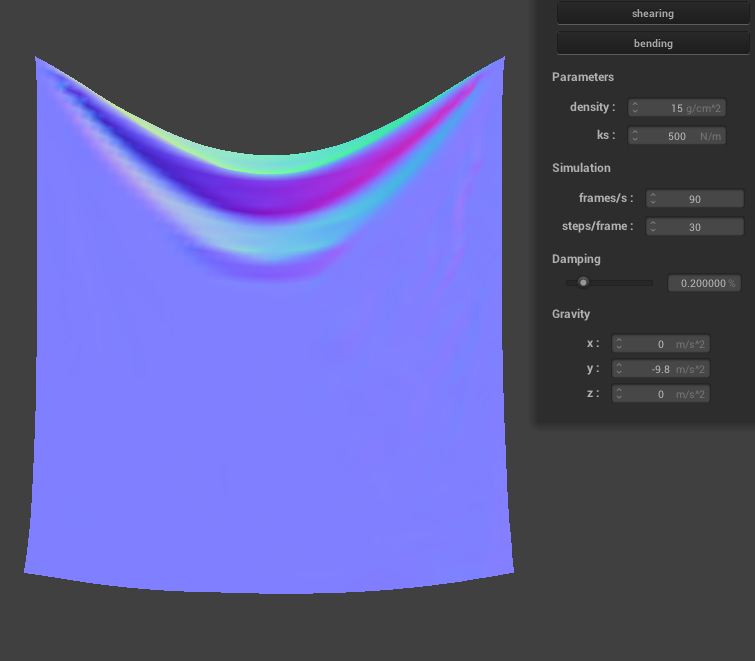 shearing
bending
Parameters
density : 15 g/cm^2
ks : 500 N/m
Simulation
frames/s : 90
steps/frame : 30
Damping
0.200000 %
Gravity
x : 0 m/s^2
y : -9.8 m/s^2
z : 0 m/s^2